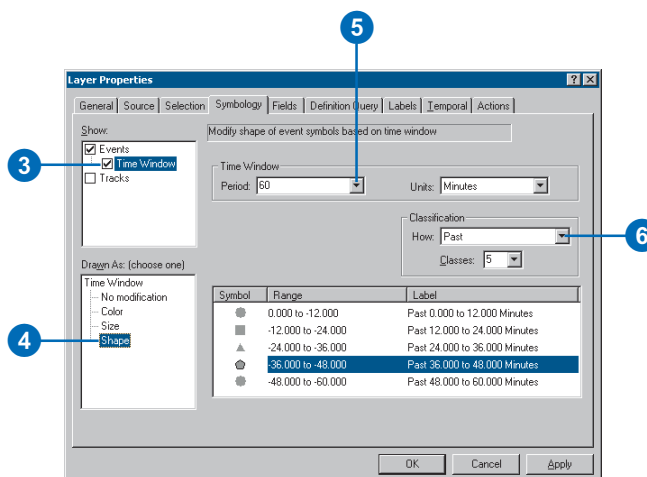 5
Layer Properties
General Source Selection Symbology Fields Definition Query Labels Temporal Actions
Show:
Modify shape of event symbols based on time window
3
Events
Time Window
Tracks
Time Window
Period: 60
Units: Minutes
Classification
How: Past
6
Classes: 5
Drawn As: (choose one)
Time Window
No modification
Color
Size
4
Shape
Symbol Range Label
0.000 to -12.000 Past 0.000 to 12.000 Minutes
-12.000 to -24.000 Past 12.000 to 24.000 Minutes
-24.000 to -36.000 Past 24.000 to 36.000 Minutes
-36.000 to -48.000 Past 36.000 to 48.000 Minutes
-48.000 to -60.000 Past 48.000 to 60.000 Minutes
OK Cancel Apply